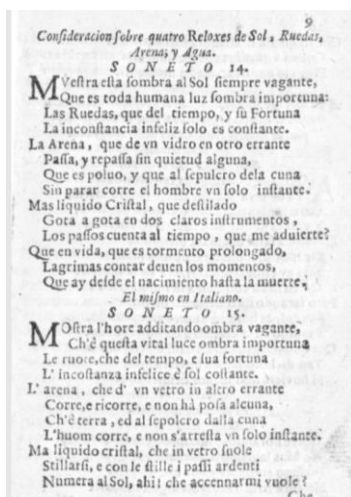 9
Consideracion sobre quatro Reloxes de Sol, Ruedas,
Arena, y Agua.
SONETO 14.
MVestra esta sombra al Sol siempre vagante,
Que es toda humana luz sombra importuna:
Las Ruedas, que del tiempo, y su Fortuna
La inconstancia infeliz solo es constante.
La Arena, que de vn vidro en otro errante
Passa, y repassa sin quietud alguna,
Que es poluo, y que al sepulcro dela cuna
Sin parar corre el hombre vn solo instante.
Mas liquido Cristal, que destilado
Gota a gota en dos claros instrumentos,
Los passos cuenta al tiempo, que me aduierte?
Que en vida, que es tormento prolongado,
Lagrimas contar deuen los momentos,
Que ay desde el nacimiento hasta la muerte.
El mismo en Italiano.
SONETO 15.
MOstra l'hore addicando ombra vagante,
Ch'é questa vital luce ombra importuna
Le ruote, che del tempo, e sua fortuna
L' incostanza infelice è sol costante.
L' arena, che d' vn vetro in altro errante
Corre, e ricorre, e non hà posa alcuna,
Ch'è terra, ed al sepolcro dalla cuna
L'huom corre, e non s'arresta vn solo instante.
Ma liquido cristal, che in vetro suole
Stillarsi, e con le stille i passi ardenti
Numera al Sol, ahi! che accennarmi vuole?
Che